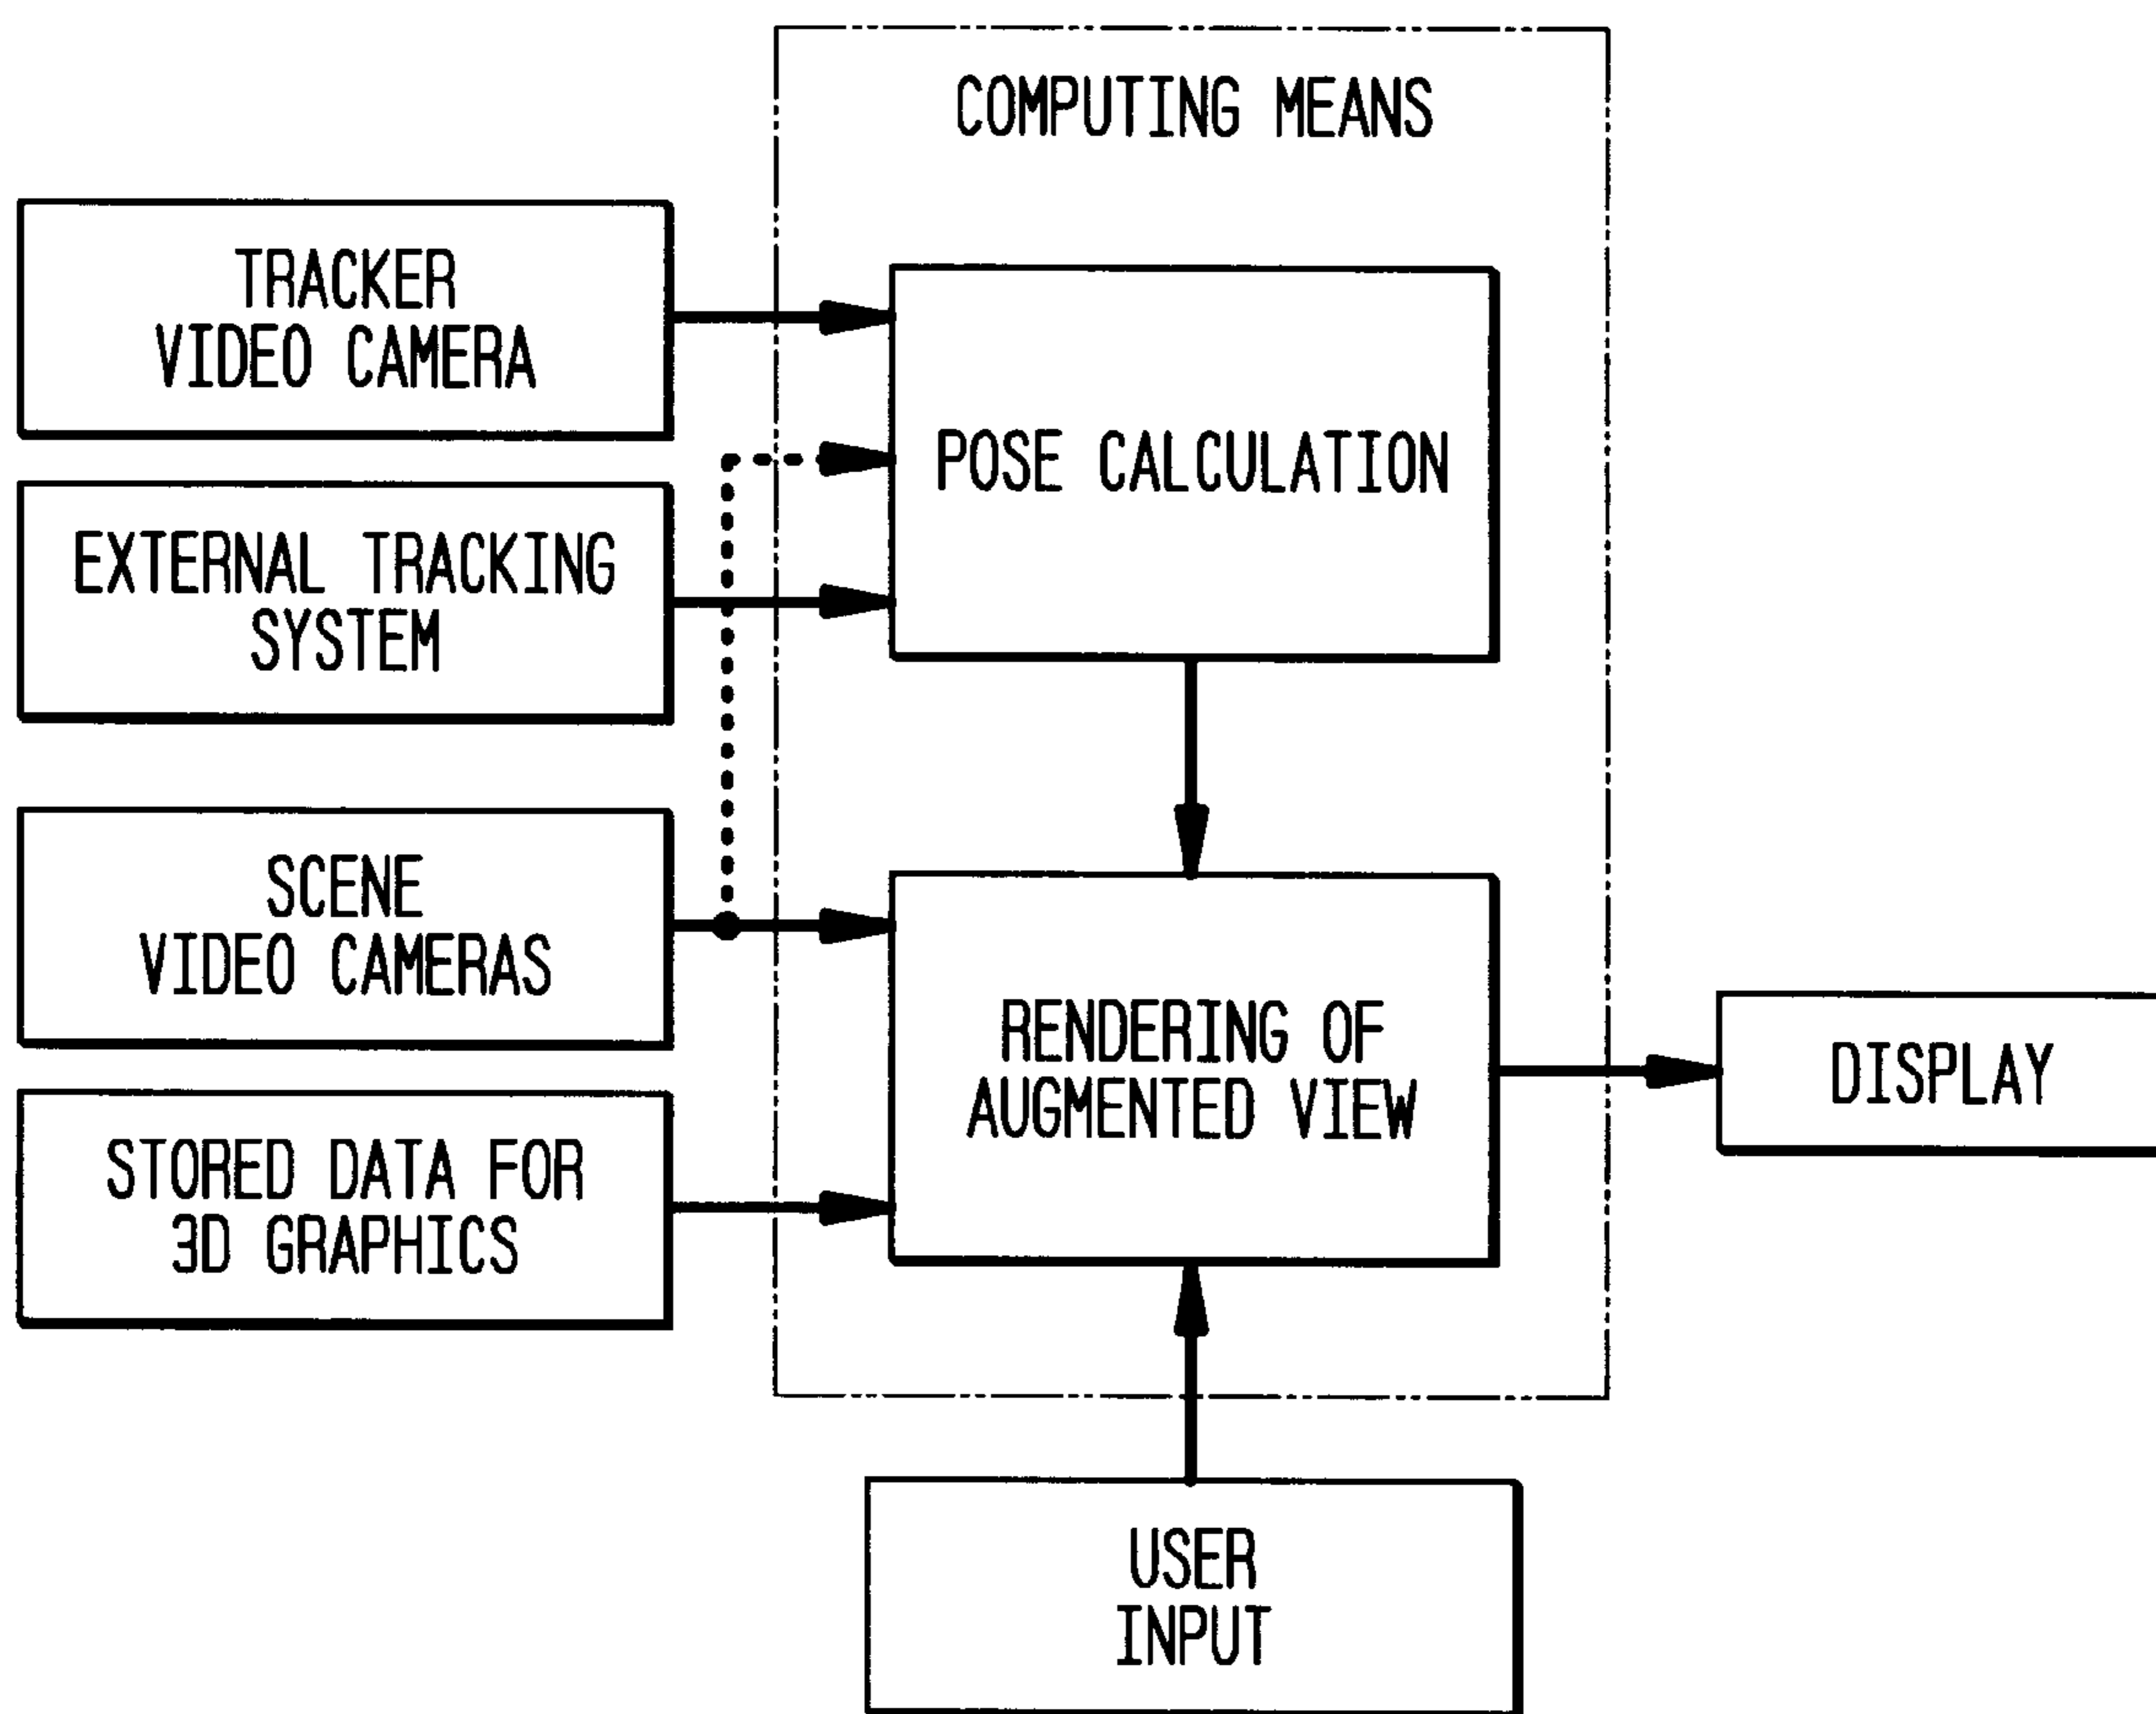 COMPUTING MEANS
TRACKER
VIDEO CAMERA
POSE CALCULATION
EXTERNAL TRACKING
SYSTEM
SCENE
VIDEO CAMERAS
RENDERING OF
AUGMENTED VIEW
DISPLAY
STORED DATA FOR
3D GRAPHICS
USER
INPUT